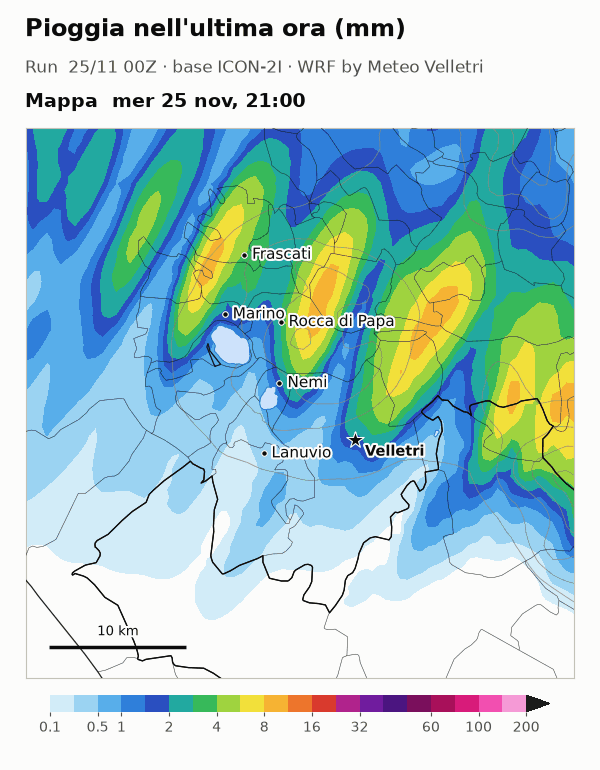 Pioggia nell'ultima ora (mm)
Run  25/11 00Z · base ICON-2I · WRF by Meteo Velletri
Mappa  mer 25 nov, 21:00
Frascati
Marino
Rocca di Papa
Nemi
Velletri
Lanuvio
10 km
0.1 0.5 1 2 4 8 16 32 60 100 200